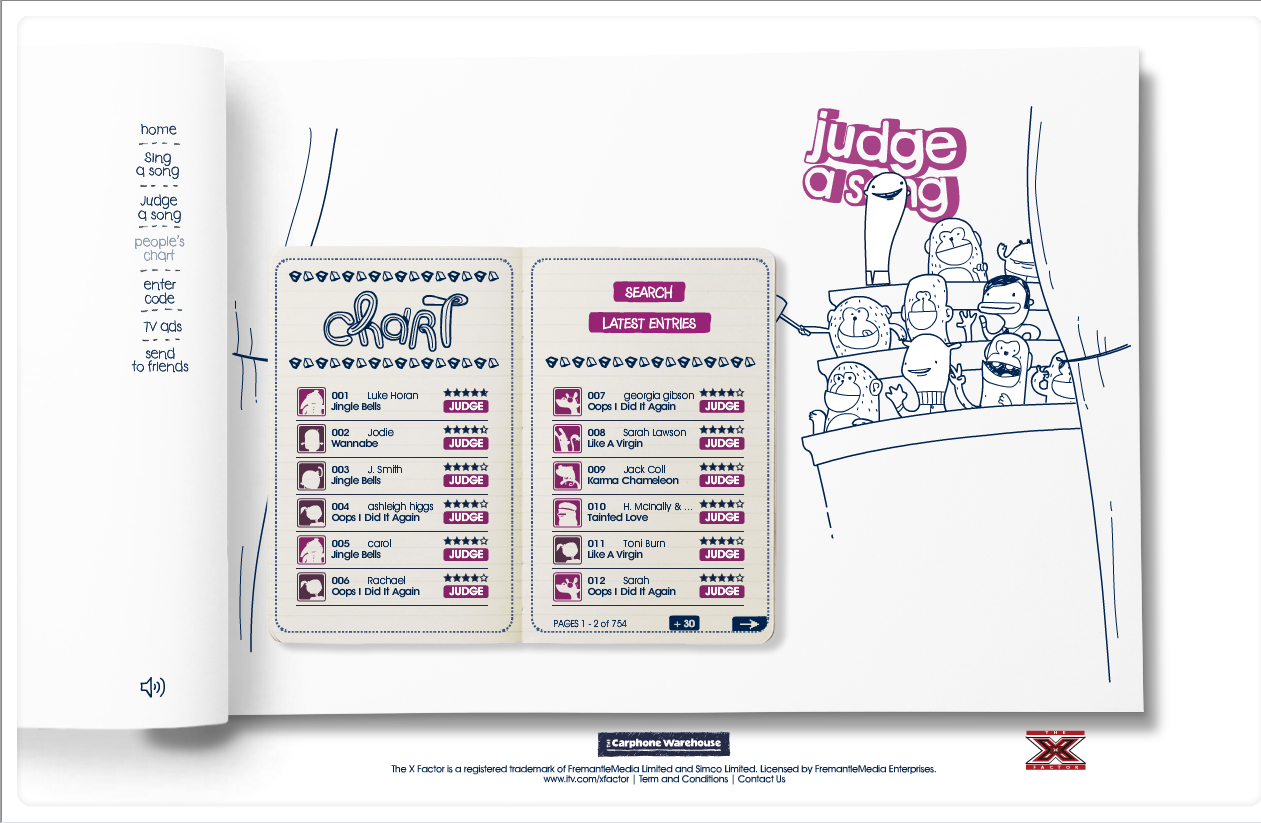 home
Sing
a song
Judge
a song
people's
chart
enter
code
TV ads
send
to friends
judge
a song
chart
SEARCH
LATEST ENTRIES
001 Luke Horan
Jingle Bells JUDGE
002 Jodie
Wannabe JUDGE
003 J. Smith
Jingle Bells JUDGE
004 ashleigh higgs
Oops I Did It Again JUDGE
005 carol
Jingle Bells JUDGE
006 Rachael
Oops I Did It Again JUDGE
007 georgia gibson
Oops I Did It Again JUDGE
008 Sarah Lawson
Like A Virgin JUDGE
009 Jack Coll
Karma Chameleon JUDGE
010 H. McInally & ...
Tainted Love JUDGE
011 Toni Burn
Like A Virgin JUDGE
012 Sarah
Oops I Did It Again JUDGE
PAGES 1 - 2 of 754 + 30
The Carphone Warehouse
THE
X
FACTOR
The X Factor is a registered trademark of FremantleMedia Limited and Simco Limited. Licensed by FremantleMedia Enterprises.
www.itv.com/xfactor | Term and Conditions | Contact Us